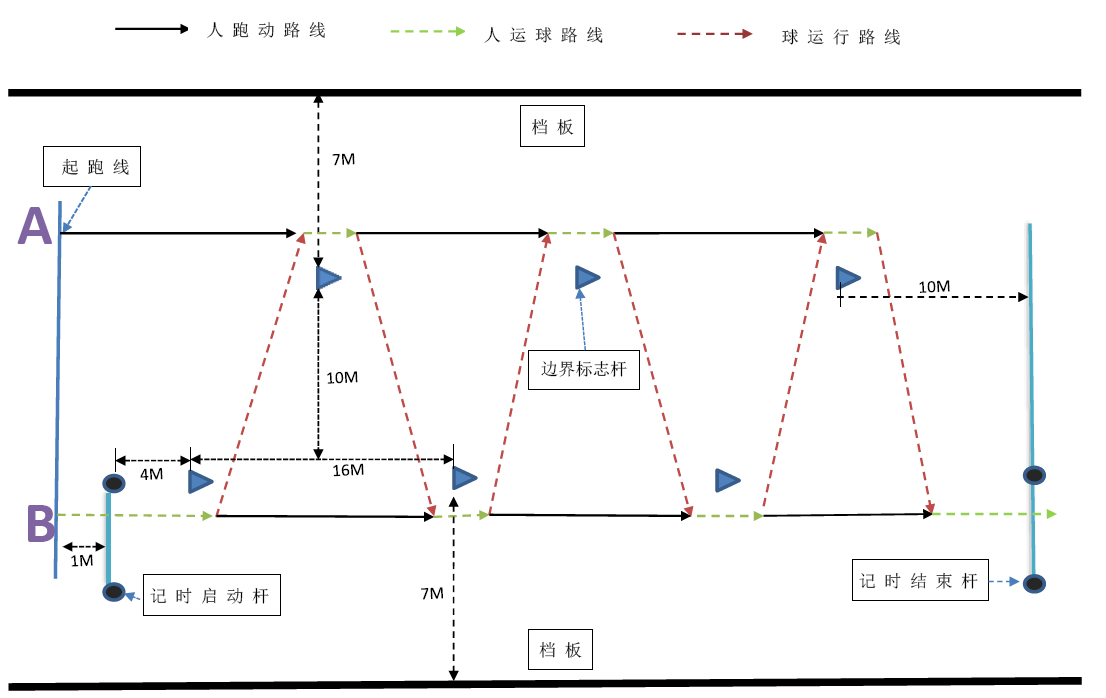 人跑动路线
人运球路线
球运行路线
档板
7M
起跑线
A
10M
边界标志杆
10M
4M
16M
B
1M
记时启动杆
7M
记时结束杆
档板